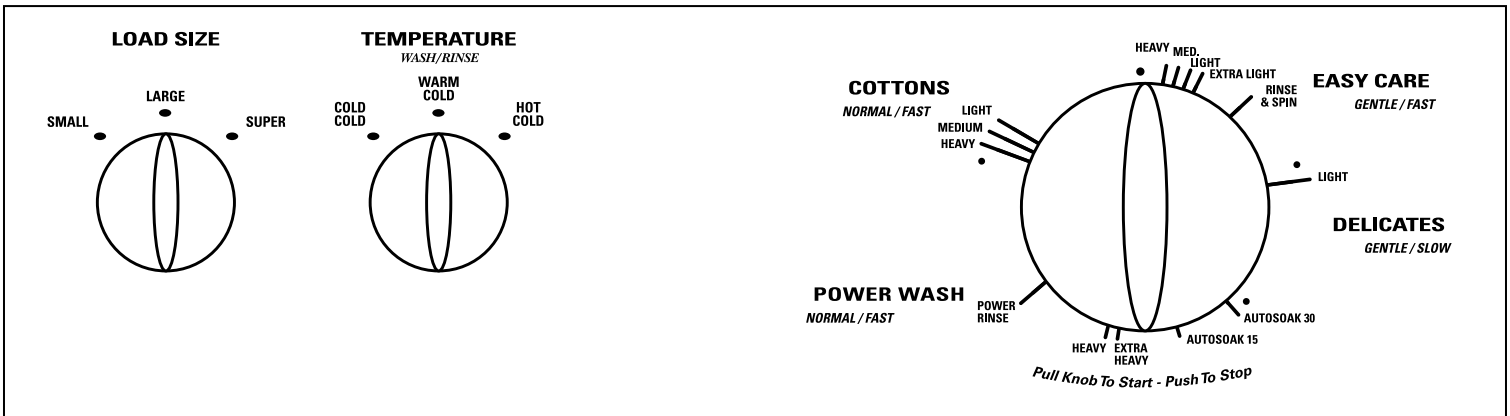 LOAD SIZE
SMALL
LARGE
SUPER
TEMPERATURE
WASH/RINSE
COLD
COLD
WARM
COLD
HOT
COLD
COTTONS
NORMAL / FAST
LIGHT
MEDIUM
HEAVY
HEAVY
MED.
LIGHT
EXTRA LIGHT
RINSE
& SPIN
EASY CARE
GENTLE / FAST
LIGHT
DELICATES
GENTLE / SLOW
AUTOSOAK 30
AUTOSOAK 15
EXTRA
HEAVY
HEAVY
POWER WASH
NORMAL / FAST
POWER
RINSE
Pull Knob To Start - Push To Stop